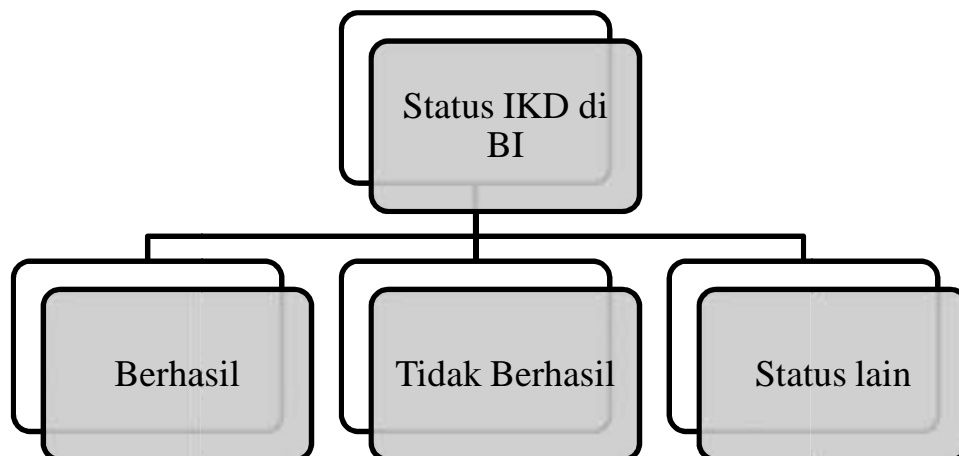 Status IKD di
BI
Berhasil
Tidak Berhasil
Status lain